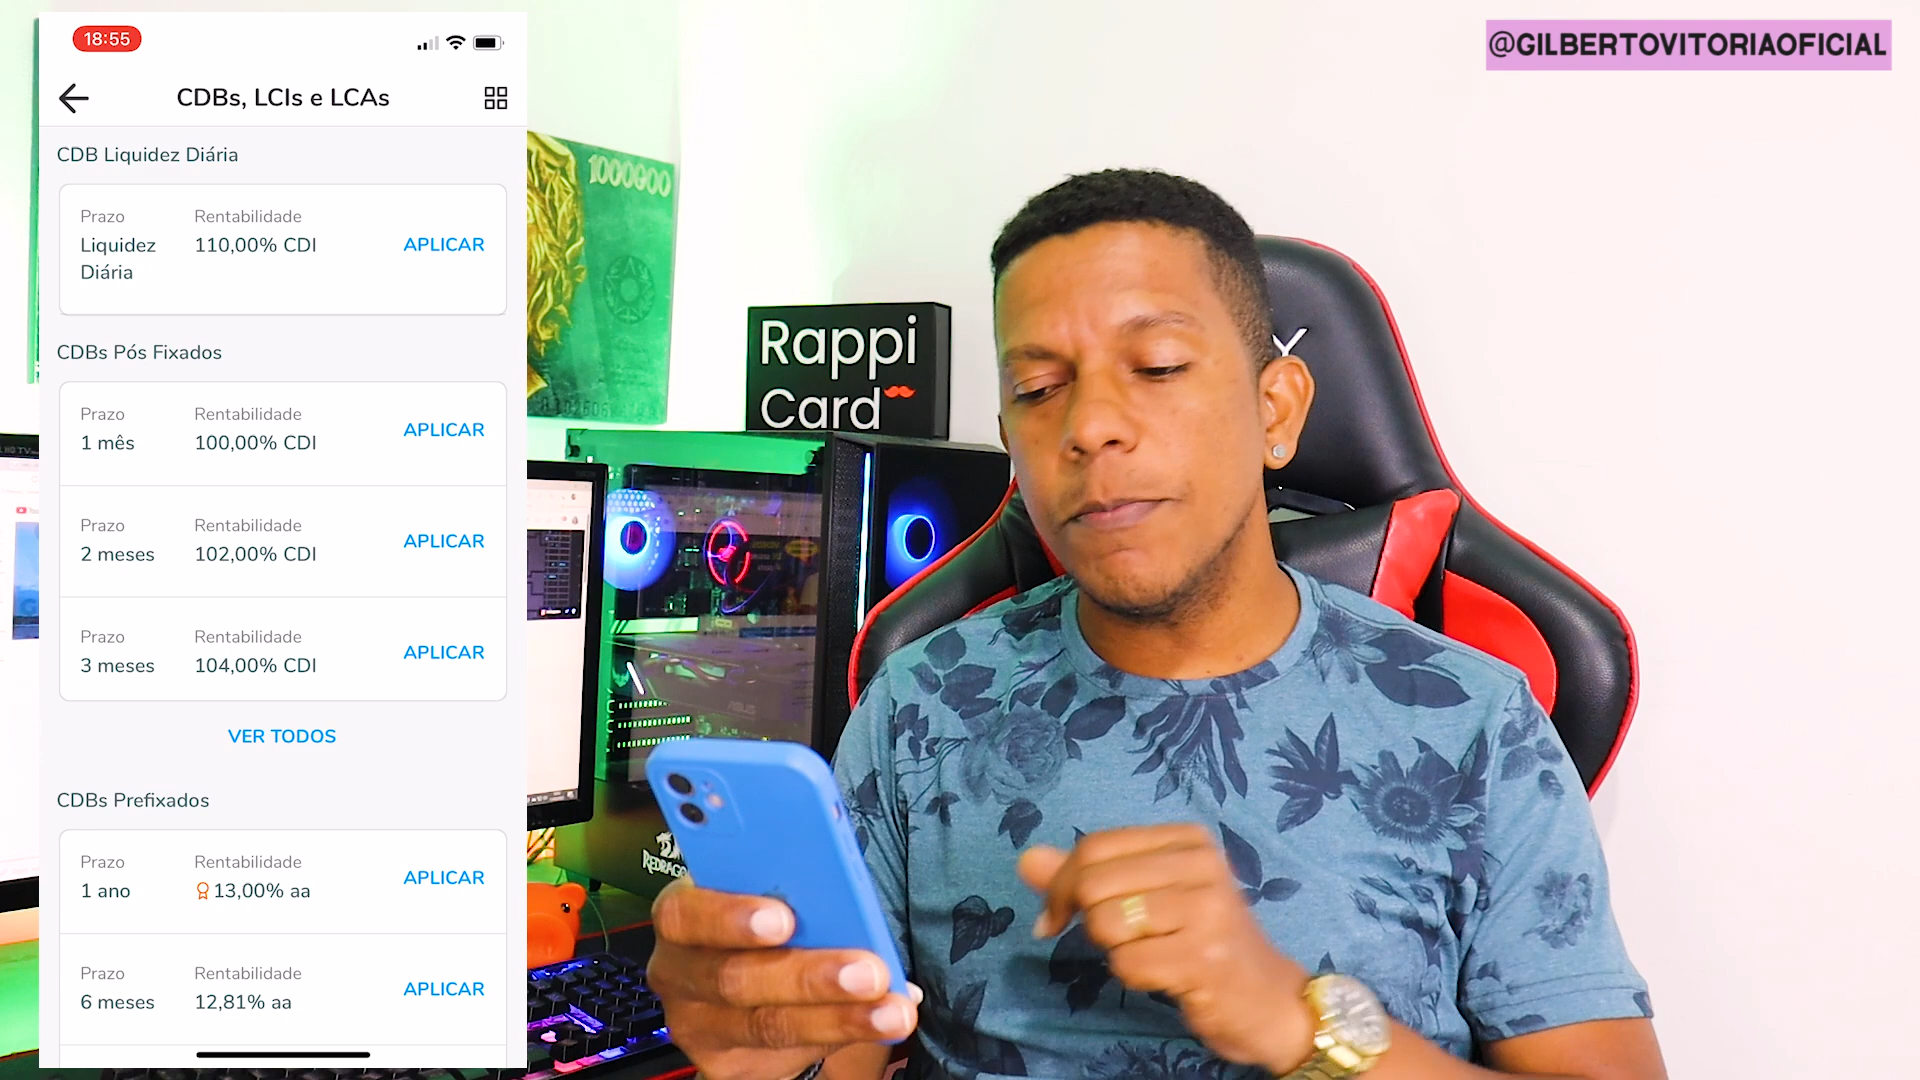 18:55
CDBs, LCIs e LCAs
CDB Liquidez Diária
Prazo
Rentabilidade
Liquidez
Diária
110,00% CDI
APLICAR
CDBs Pós Fixados
Prazo
Rentabilidade
1 mês
100,00% CDI
APLICAR
Prazo
Rentabilidade
2 meses
102,00% CDI
APLICAR
Prazo
Rentabilidade
3 meses
104,00% CDI
APLICAR
VER TODOS
CDBs Prefixados
Prazo
Rentabilidade
1 ano
13,00% aa
APLICAR
Prazo
Rentabilidade
6 meses
12,81% aa
APLICAR
@GILBERTOVITORIAOFICIAL
1000000
Rappi
Card
Y
ASUS
REDRAGO